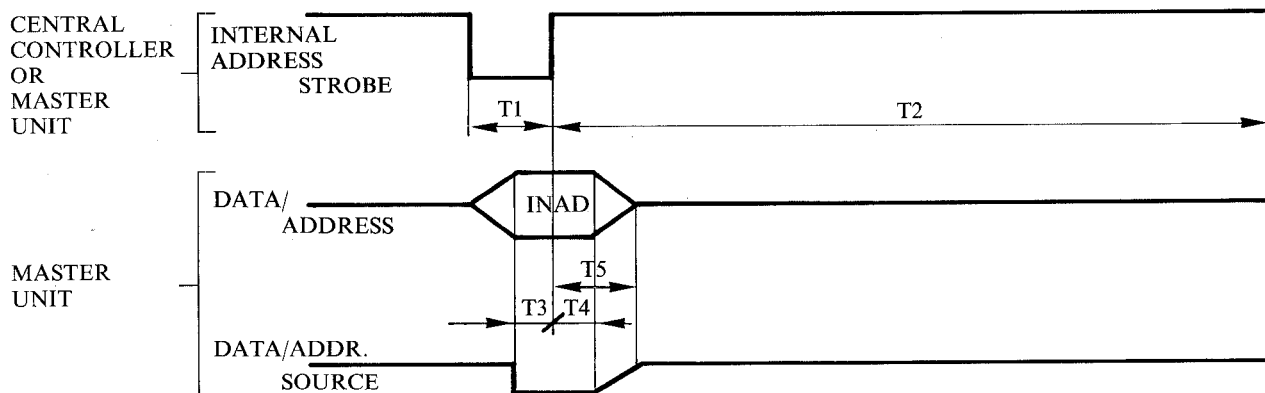 CENTRAL
CONTROLLER
OR
MASTER
UNIT
INTERNAL
ADDRESS
STROBE
T1
T2
DATA/
ADDRESS
INAD
MASTER
UNIT
T5
T3
T4
DATA/ADDR.
SOURCE